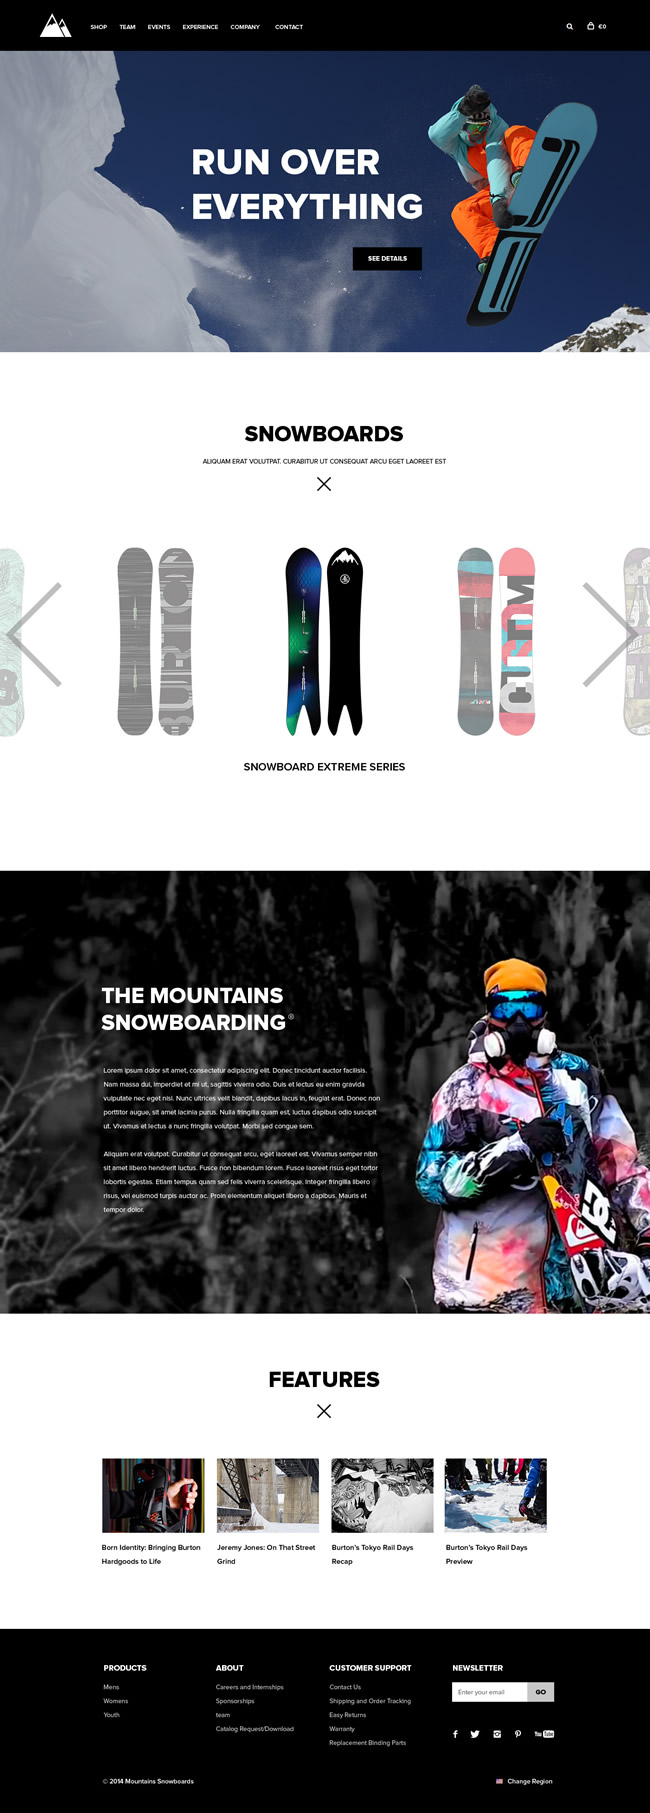 SHOP TEAM EVENTS EXPERIENCE COMPANY CONTACT €0
RUN OVER
EVERYTHING
SEE DETAILS
SNOWBOARDS
ALIQUAM ERAT VOLUTPAT. CURABITUR UT CONSEQUAT ARCU EGET LAOREET EST
BURTON
CUSTOM
SNOWBOARD EXTREME SERIES
THE MOUNTAINS
SNOWBOARDING®
Lorem ipsum dolor sit amet, consectetur adipiscing elit. Donec tincidunt auctor facilisis.
Nam massa dui, imperdiet et mi ut, sagittis viverra odio. Duis et lectus eu enim gravida
vulputate nec eget nisi. Nunc ultrices velit blandit, dapibus lacus in, feugiat erat. Donec non
porttitor augue, sit amet lacinia purus. Nulla fringilla quam est, luctus dapibus odio suscipit
ut. Vivamus et lectus a nunc fringilla volutpat. Morbi sed congue sem.
Aliquam erat volutpat. Curabitur ut consequat arcu, eget laoreet est. Vivamus semper nibh
sit amet libero hendrerit luctus. Fusce non bibendum lorem. Fusce laoreet risus eget tortor
lobortis egestas. Etiam tempus quam sed felis viverra scelerisque. Integer fringilla libero
risus, vel euismod turpis auctor ac. Proin elementum aliquet libero a dapibus. Mauris et
tempor dolor.
FEATURES
Born Identity: Bringing Burton
Hardgoods to Life
Jeremy Jones: On That Street
Grind
Burton's Tokyo Rail Days
Recap
Burton's Tokyo Rail Days
Preview
PRODUCTS
Mens
Womens
Youth
ABOUT
Careers and Internships
Sponsorships
team
Catalog Request/Download
CUSTOMER SUPPORT
Contact Us
Shipping and Order Tracking
Easy Returns
Warranty
Replacement Binding Parts
NEWSLETTER
Enter your email GO
You Tube
© 2014 Mountains Snowboards
Change Region